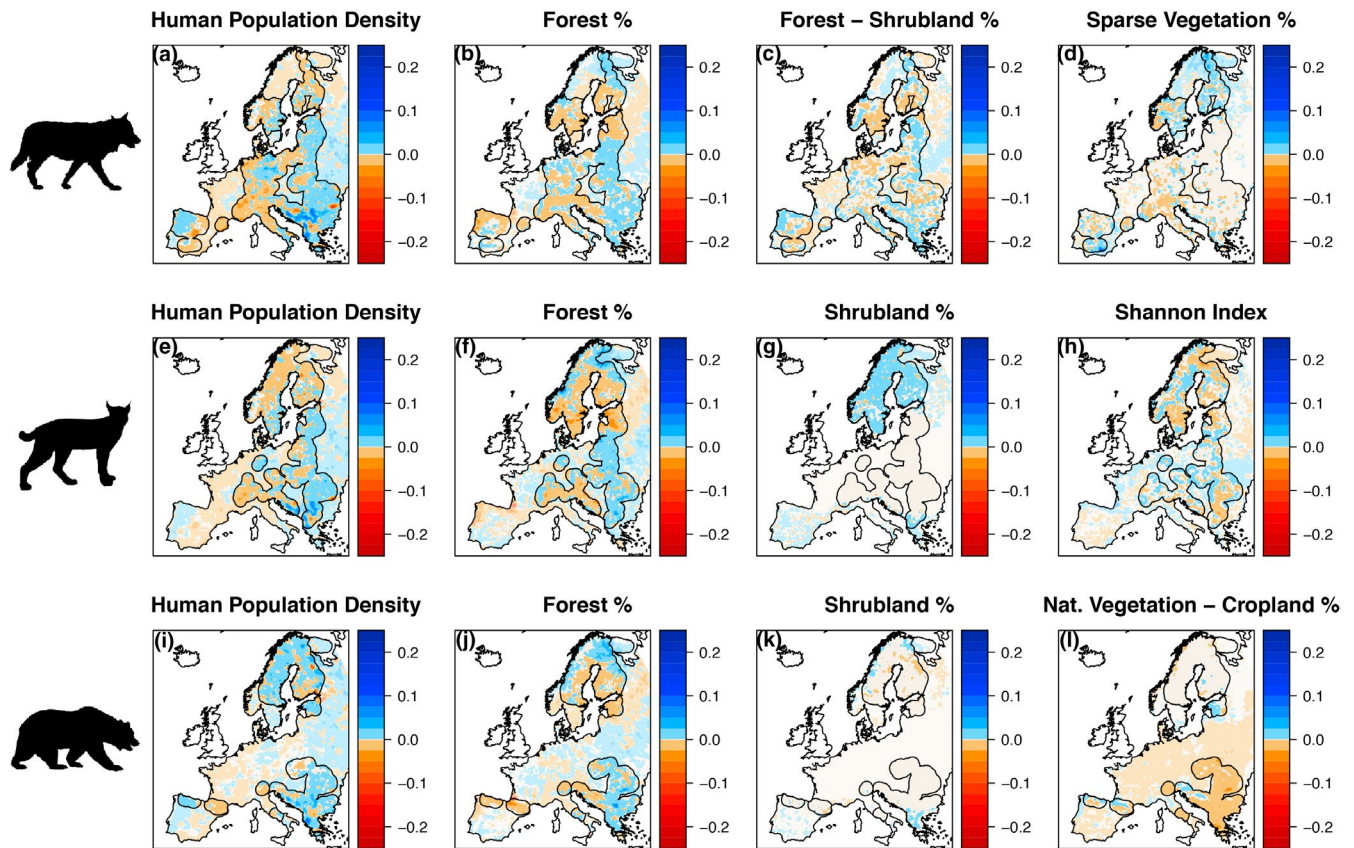 Human Population Density
Forest %
Forest – Shrubland %
Sparse Vegetation %
(a)
(b)
(c)
(d)
0.2
0.1
0.0
−0.1
−0.2
0.2
0.1
0.0
−0.1
−0.2
0.2
0.1
0.0
−0.1
−0.2
0.2
0.1
0.0
−0.1
−0.2
Human Population Density
Forest %
Shrubland %
Shannon Index
(e)
(f)
(g)
(h)
0.2
0.1
0.0
−0.1
−0.2
0.2
0.1
0.0
−0.1
−0.2
0.2
0.1
0.0
−0.1
−0.2
0.2
0.1
0.0
−0.1
−0.2
Human Population Density
Forest %
Shrubland %
Nat. Vegetation – Cropland %
(i)
(j)
(k)
(l)
0.2
0.1
0.0
−0.1
−0.2
0.2
0.1
0.0
−0.1
−0.2
0.2
0.1
0.0
−0.1
−0.2
0.2
0.1
0.0
−0.1
−0.2